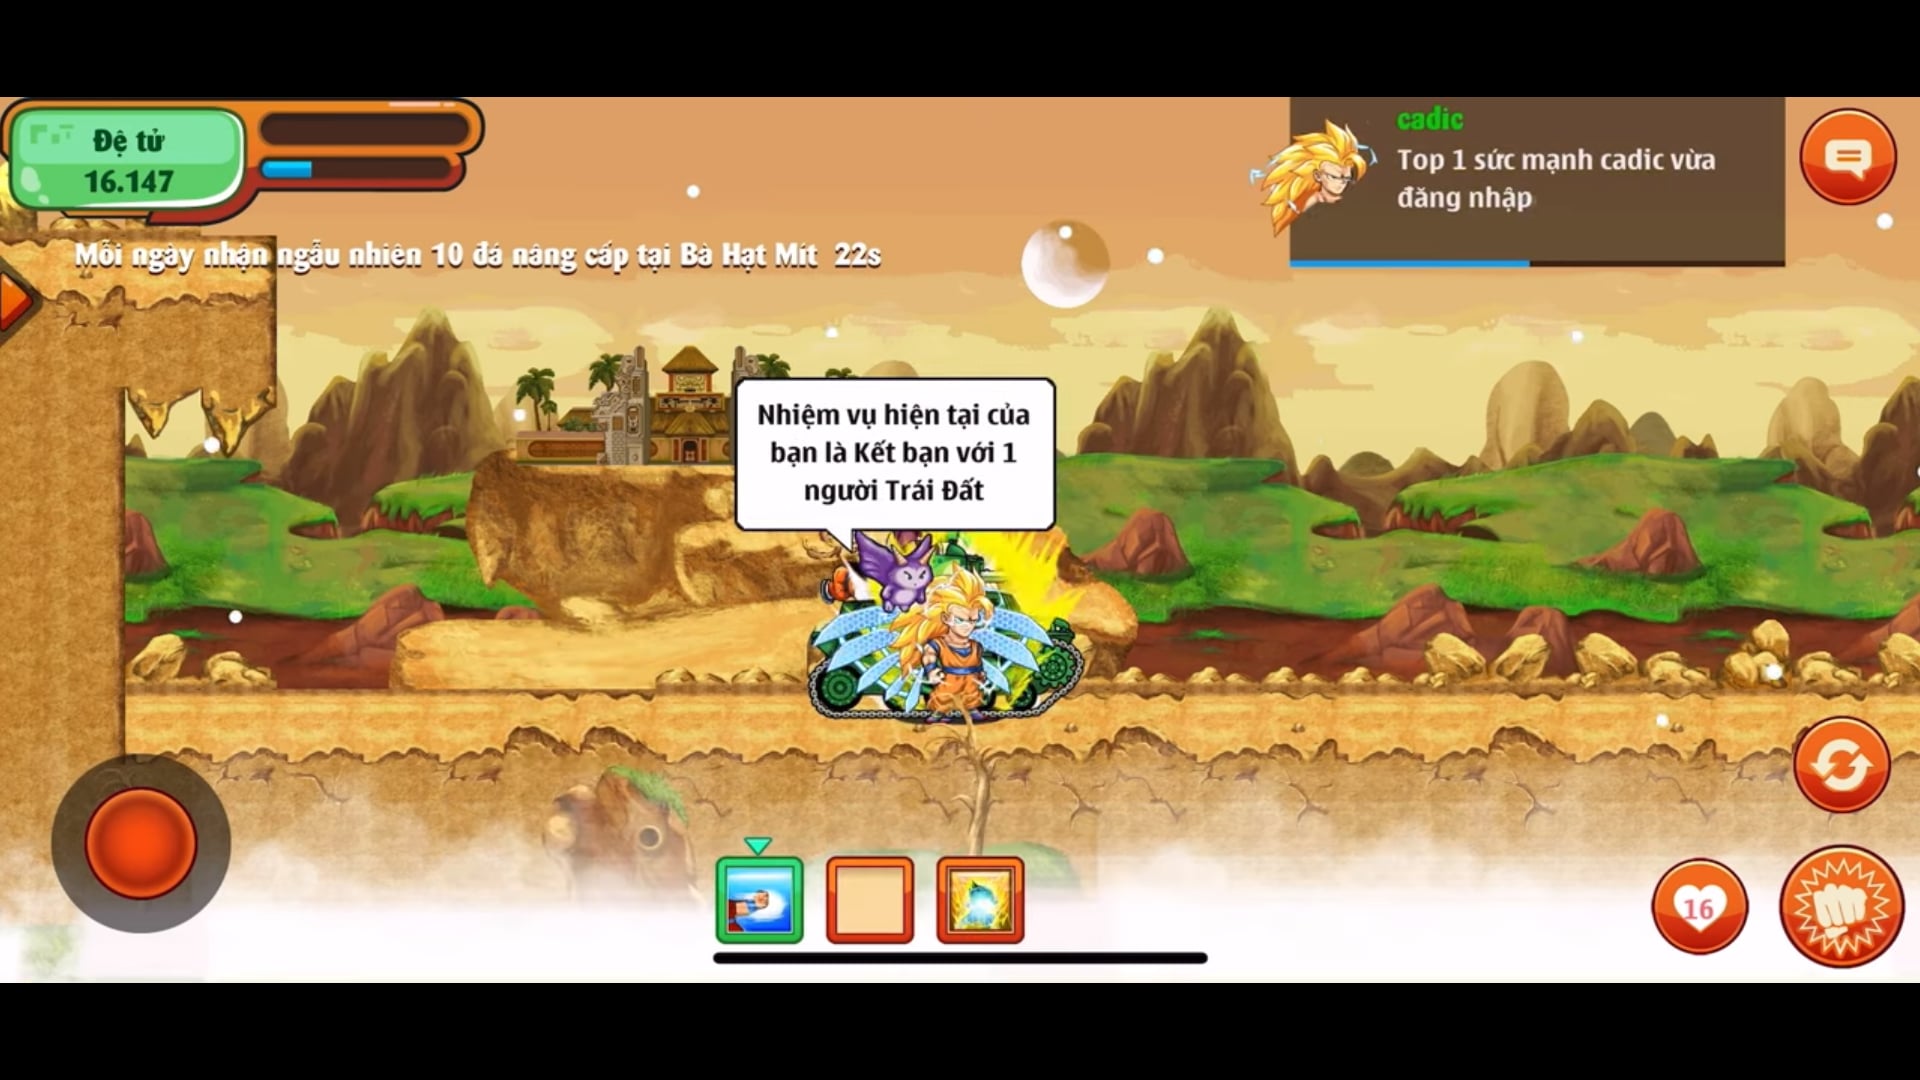 Đệ tử
16.147
cadic
Top 1 sức mạnh cadic vừa
đăng nhập
Mỗi ngày nhận ngẫu nhiên 10 đá nâng cấp tại Bà Hạt Mít 22s
Nhiệm vụ hiện tại của
bạn là Kết bạn với 1
người Trái Đất
16